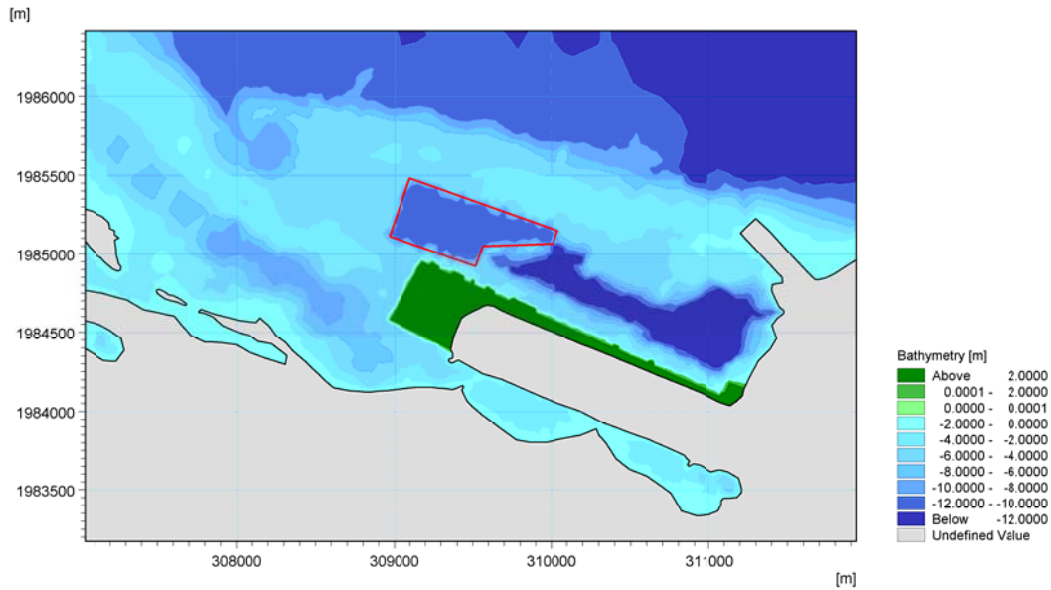 [m]
1986000
1985500
1985000
1984500
1984000
1983500
308000 309000 310000 311000
[m]
Bathymetry [m]
Above 2.0000
0.0001 - 2.0000
0.0000 - 0.0001
-2.0000 - 0.0000
-4.0000 - -2.0000
-6.0000 - -4.0000
-8.0000 - -6.0000
-10.0000 - -8.0000
-12.0000 - -10.0000
Below -12.0000
Undefined Value